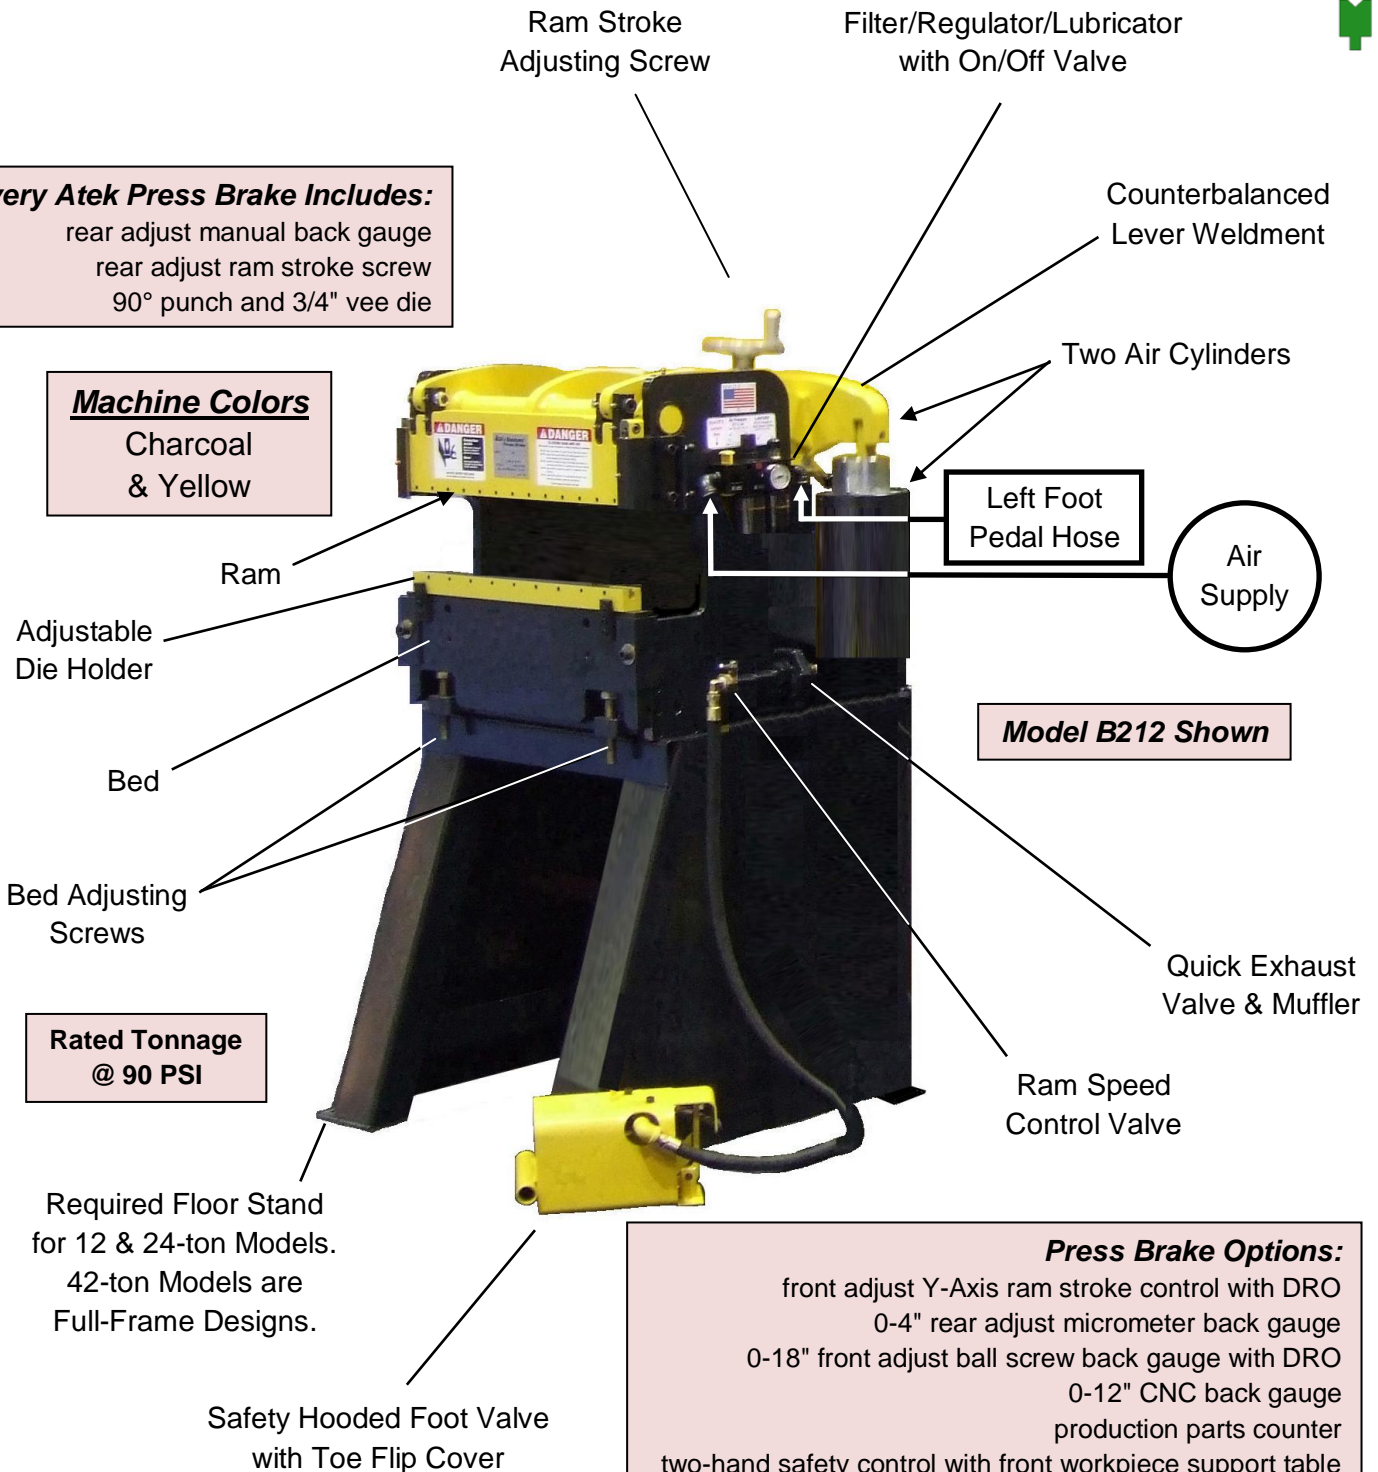 Ram Stroke
Adjusting Screw
Filter/Regulator/Lubricator
with On/Off Valve
Atek Press Brake Includes:
rear adjust manual back gauge
rear adjust ram stroke screw
90° punch and 3/4" vee die
Counterbalanced
Lever Weldment
Two Air Cylinders
Machine Colors
Charcoal
& Yellow
DANGER
DANGER
Left Foot
Pedal Hose
Air
Supply
Ram
Adjustable
Die Holder
Model B212 Shown
Bed
Bed Adjusting
Screws
Quick Exhaust
Valve & Muffler
Rated Tonnage
@ 90 PSI
Ram Speed
Control Valve
Required Floor Stand
for 12 & 24-ton Models.
42-ton Models are
Full-Frame Designs.
Safety Hooded Foot Valve
with Toe Flip Cover
Press Brake Options:
front adjust Y-Axis ram stroke control with DRO
0-4" rear adjust micrometer back gauge
0-18" front adjust ball screw back gauge with DRO
0-12" CNC back gauge
production parts counter
two-hand safety control with front workpiece support table